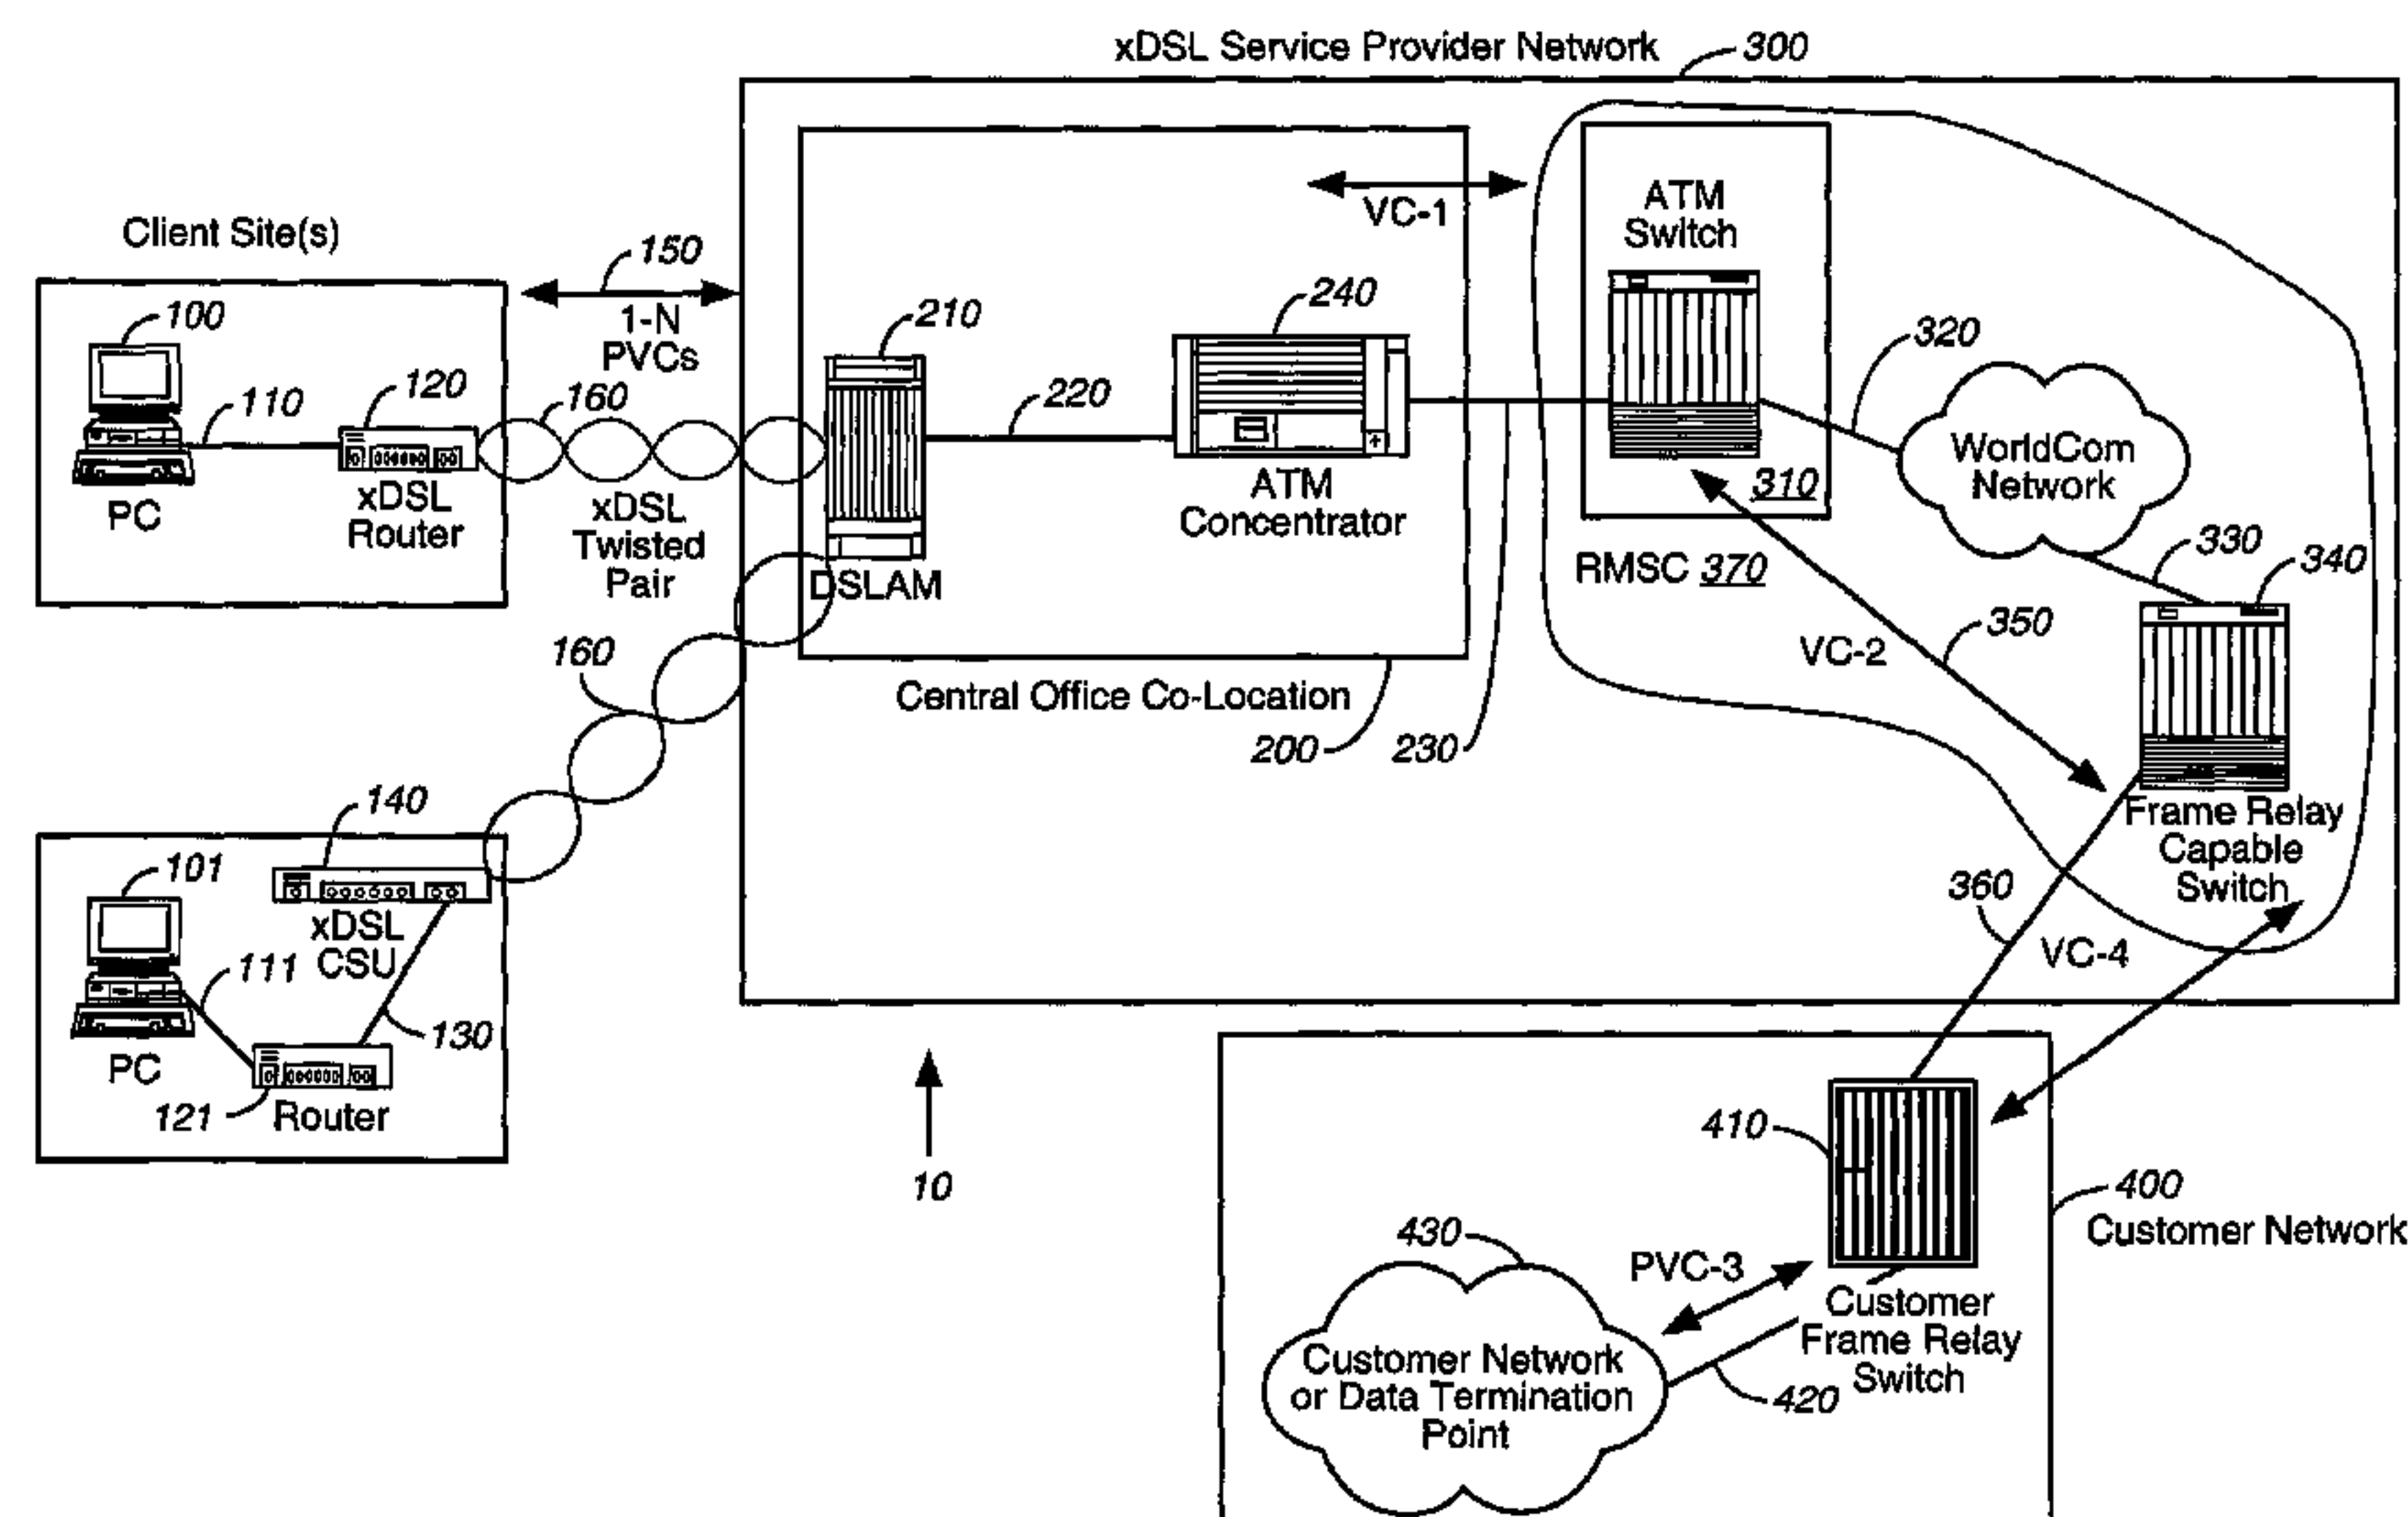 xDSL Service Provider Network
300
Client Site(s)
150
1-N
PVCs
100
PC
110
120
xDSL
Router
160
xDSL
Twisted
Pair
210
DSLAM
220
240
ATM
Concentrator
VC-1
ATM
Switch
310
320
WorldCom
Network
330
340
RMSC 370
VC-2
350
Frame Relay
Capable
Switch
Central Office Co-Location
200
230
160
140
xDSL
CSU
101
PC
111
130
121
Router
360
VC-4
10
410
400
Customer Network
430
PVC-3
Customer
Frame Relay
Switch
420
Customer Network
or Data Termination
Point